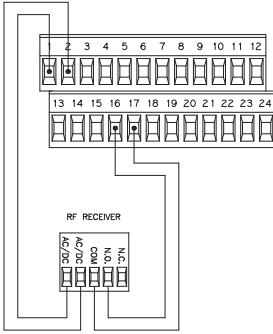 1 2 3 4 5 6 7 8 9 10 11 12
13 14 15 16 17 18 19 20 21 22 23 24
RF RECEIVER
AC/DC
AC/DC
COM
N.O.
N.C.